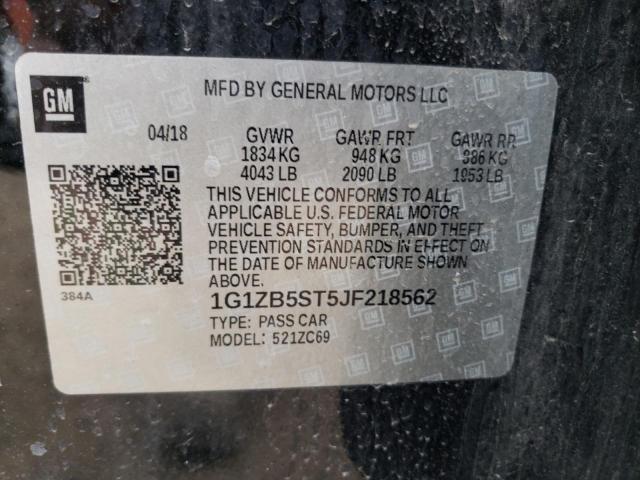 GM
MFD BY GENERAL MOTORS LLC
04/18 GVWR GAWR FRT GAWR RR
1834 KG 948 KG 886 KG
4043 LB 2090 LB 1953 LB
THIS VEHICLE CONFORMS TO ALL
APPLICABLE U.S. FEDERAL MOTOR
VEHICLE SAFETY, BUMPER, AND THEFT
PREVENTION STANDARDS IN EFFECT ON
THE DATE OF MANUFACTURE SHOWN
ABOVE.
384A
1G1ZB5ST5JF218562
TYPE: PASS CAR
MODEL: 521ZC69